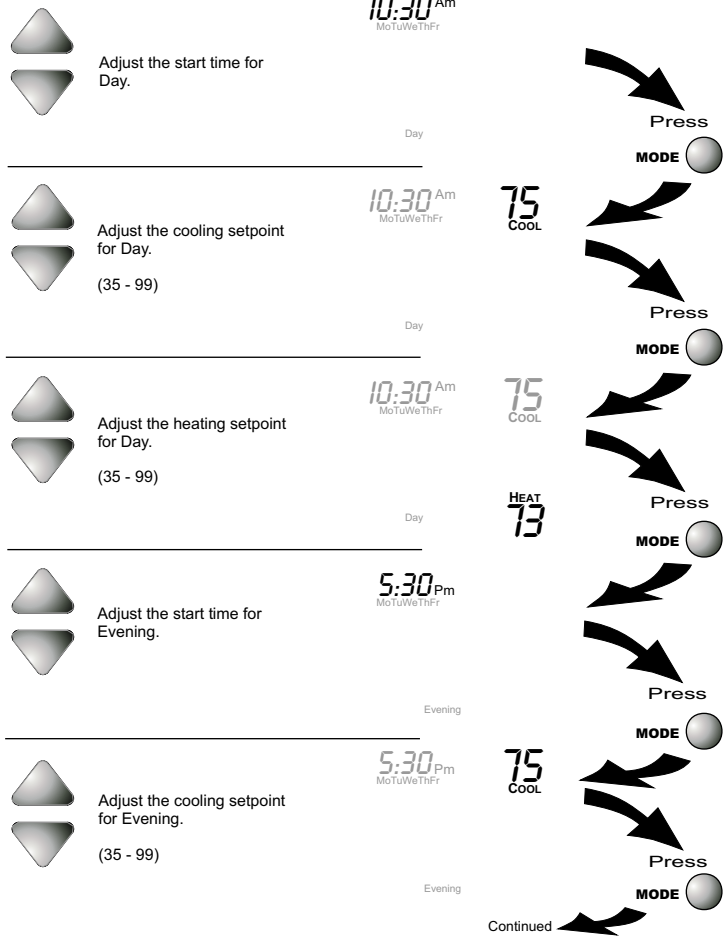 10:30 Am
MoTuWeThFr
Adjust the start time for
Day.
Day
Press
MODE
10:30 Am
MoTuWeThFr
75
COOL
Adjust the cooling setpoint
for Day.
(35 - 99)
Day
Press
MODE
10:30 Am
MoTuWeThFr
75
COOL
Adjust the heating setpoint
for Day.
(35 - 99)
Day
HEAT
73
Press
MODE
5:30 Pm
MoTuWeThFr
Adjust the start time for
Evening.
Evening
Press
MODE
5:30 Pm
MoTuWeThFr
75
COOL
Adjust the cooling setpoint
for Evening.
(35 - 99)
Evening
Press
MODE
Continued